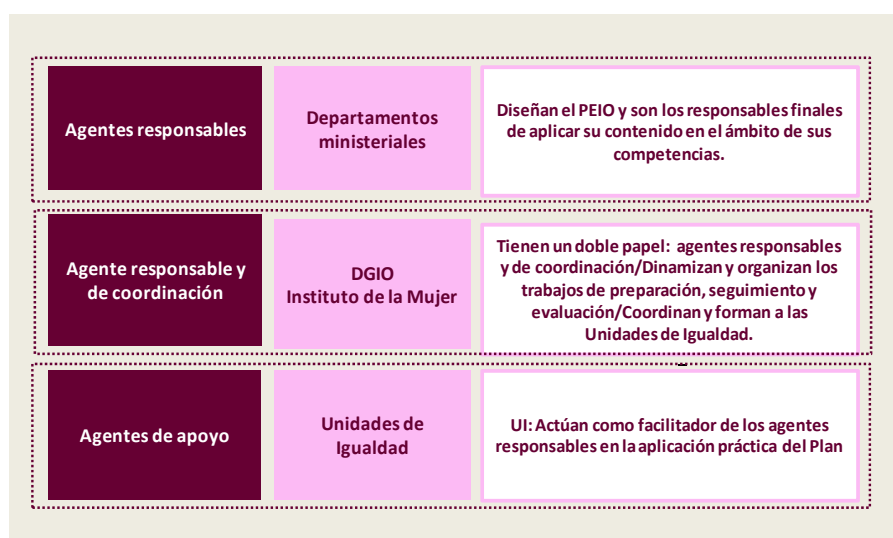 Agentes responsables
Departamentos
ministeriales
Diseñan el PEIO y son los responsables finales
de aplicar su contenido en el ámbito de sus
competencias.
Agente responsable y
de coordinación
DGIO
Instituto de la Mujer
Tienen un doble papel: agentes responsables
y de coordinación/Dinamizan y organizan los
trabajos de preparación, seguimiento y
evaluación/Coordinan y forman a las
Unidades de Igualdad.
Agentes de apoyo
Unidades de
Igualdad
UI: Actúan como facilitador de los agentes
responsables en la aplicación práctica del Plan